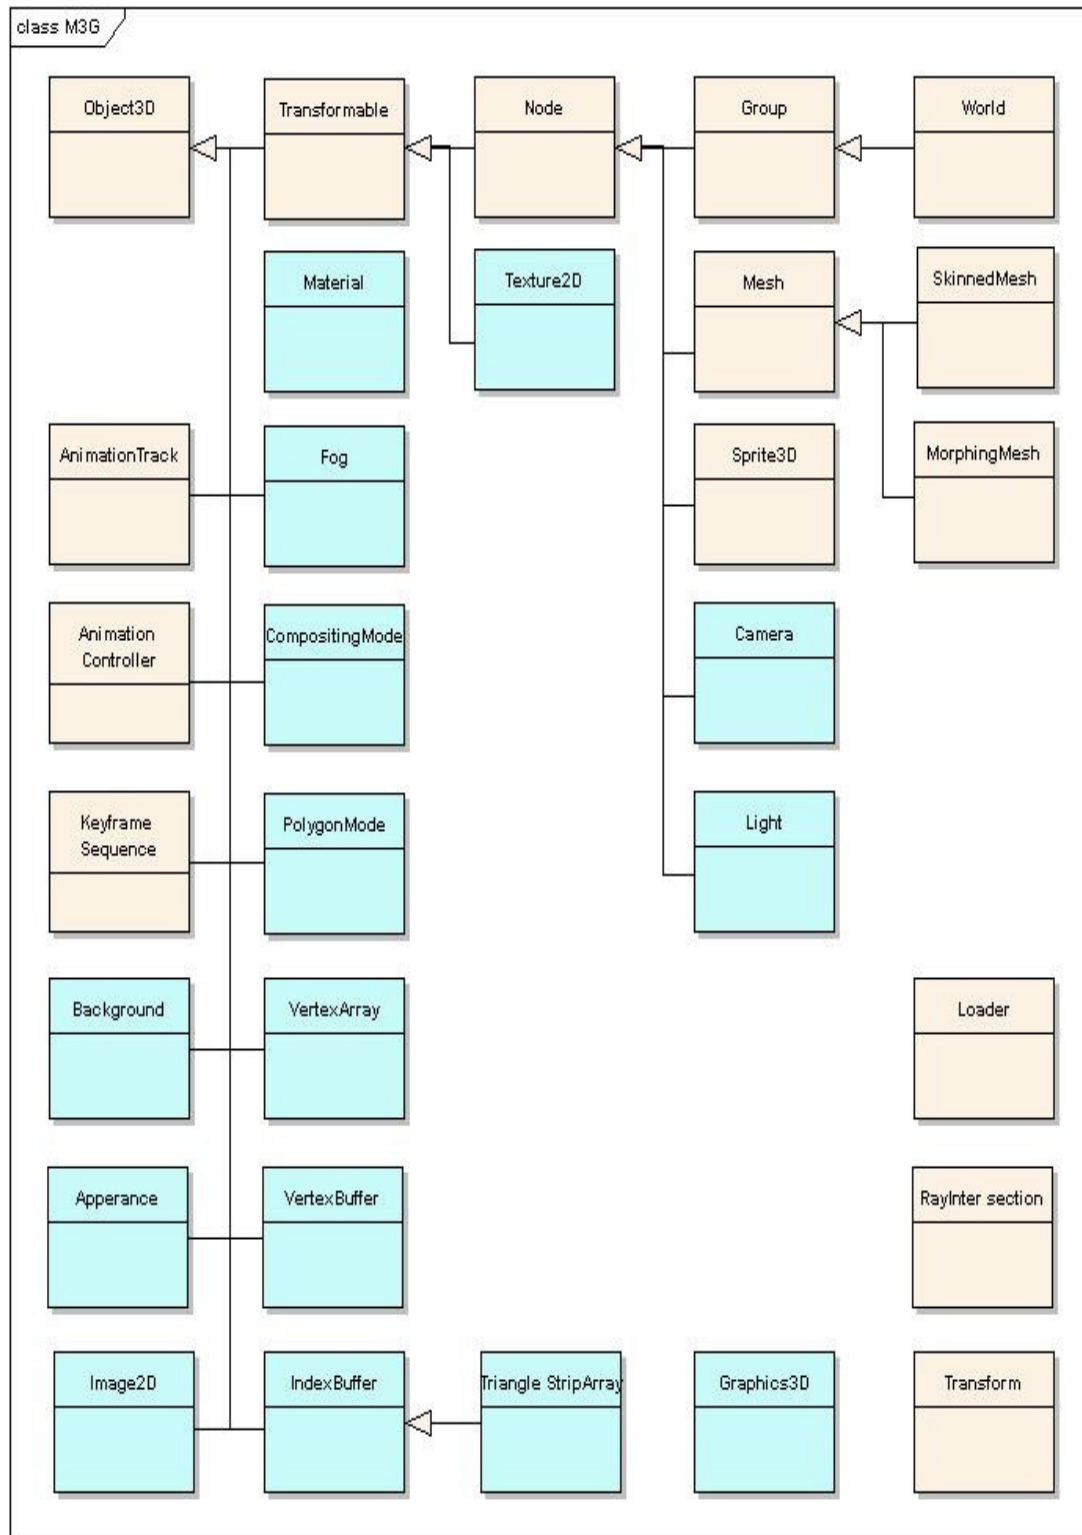 class M3G
Object3D
Transformable
Node
Group
World
Material
Texture2D
Mesh
SkinnedMesh
AnimationTrack
Fog
Sprite3D
MorphingMesh
Animation
Controller
CompositingMode
Camera
Keyframe
Sequence
PolygonMode
Light
Background
VertexArray
Loader
Apperance
VertexBuffer
RayInter section
Image2D
IndexBuffer
Triangle StripArray
Graphics3D
Transform